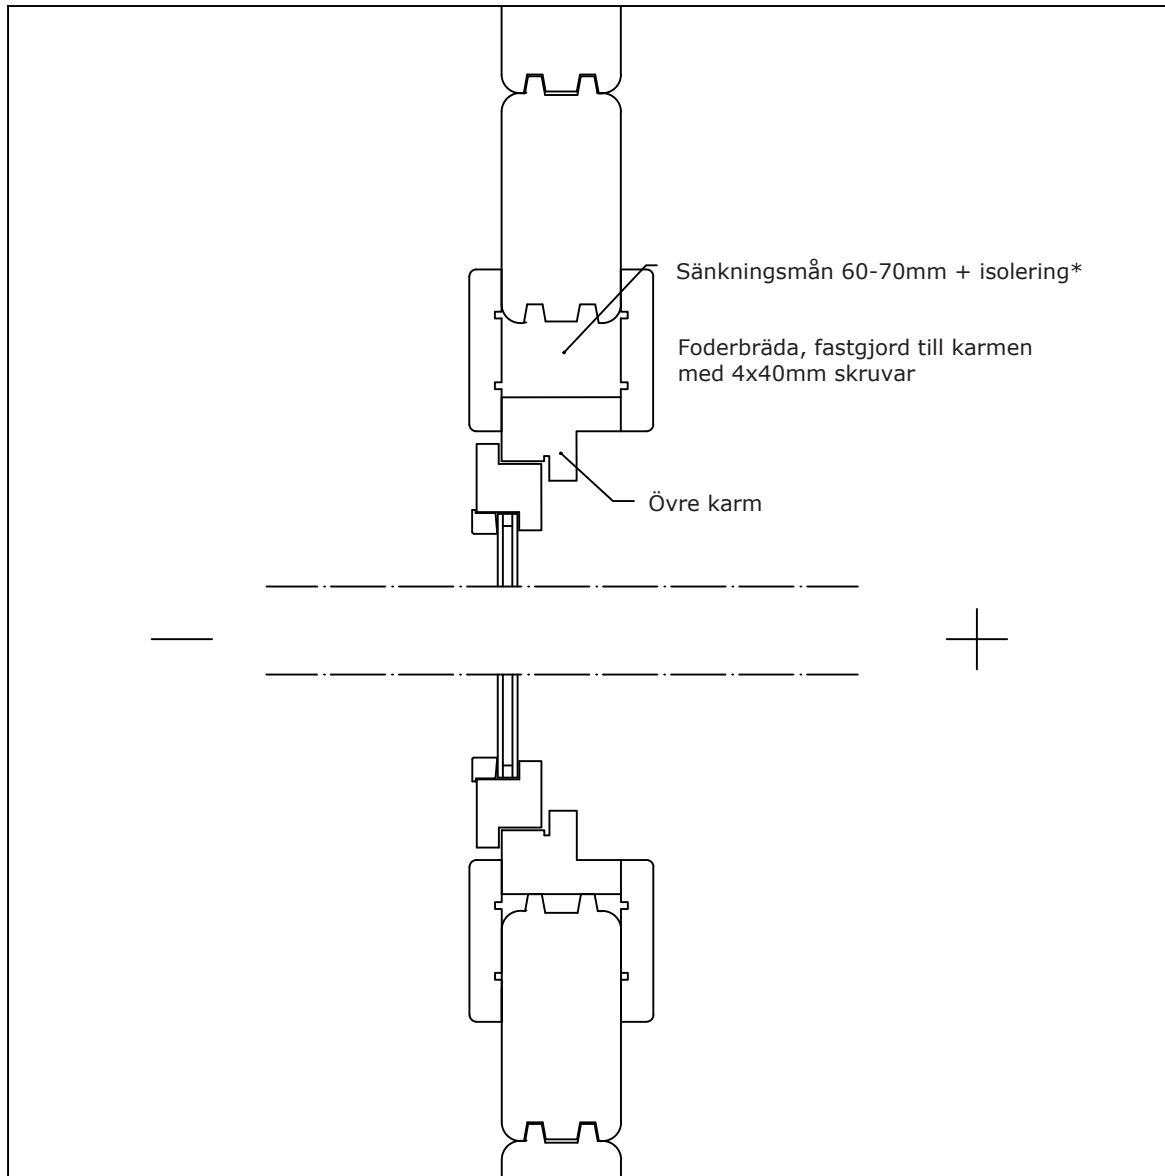 Sänkningsmån 60-70mm + isolering*
Foderbräda, fastgjord till karmen
med 4x40mm skruvar
Övre karm